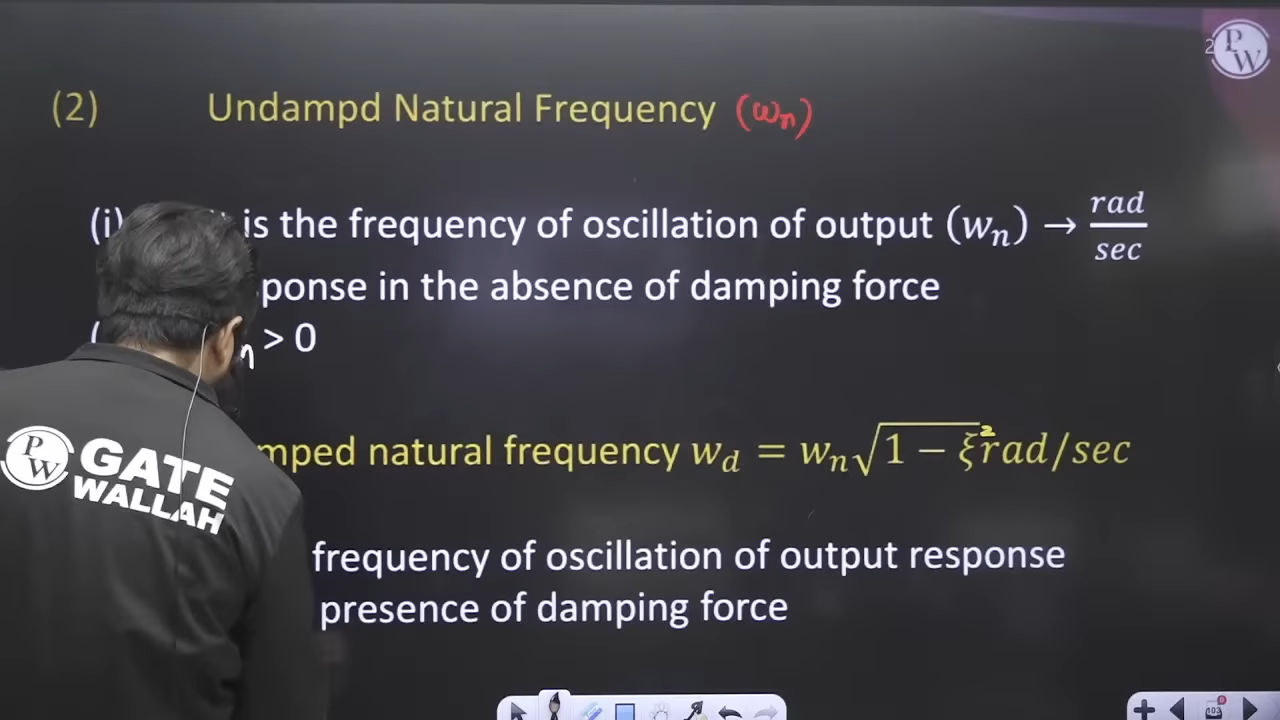 PW
(2) Undampd Natural Frequency (ωn)
(i) is the frequency of oscillation of output (wₙ) → rad/sec
ponse in the absence of damping force
n > 0
mped natural frequency w_d = wₙ√1 − ξ² rad/sec
frequency of oscillation of output response
presence of damping force
PW GATE
WALLAH